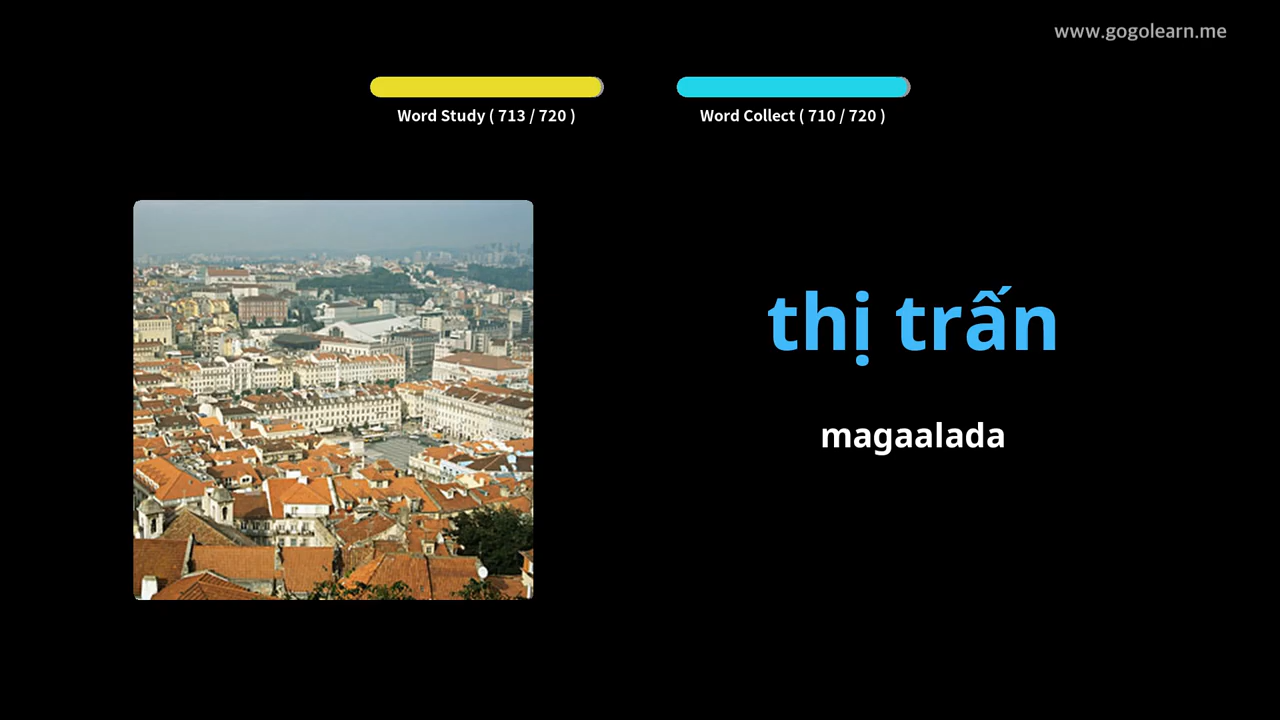 www.gogolearn.me
Word Study ( 713 / 720 )
Word Collect ( 710 / 720 )
thị trấn
magaalada